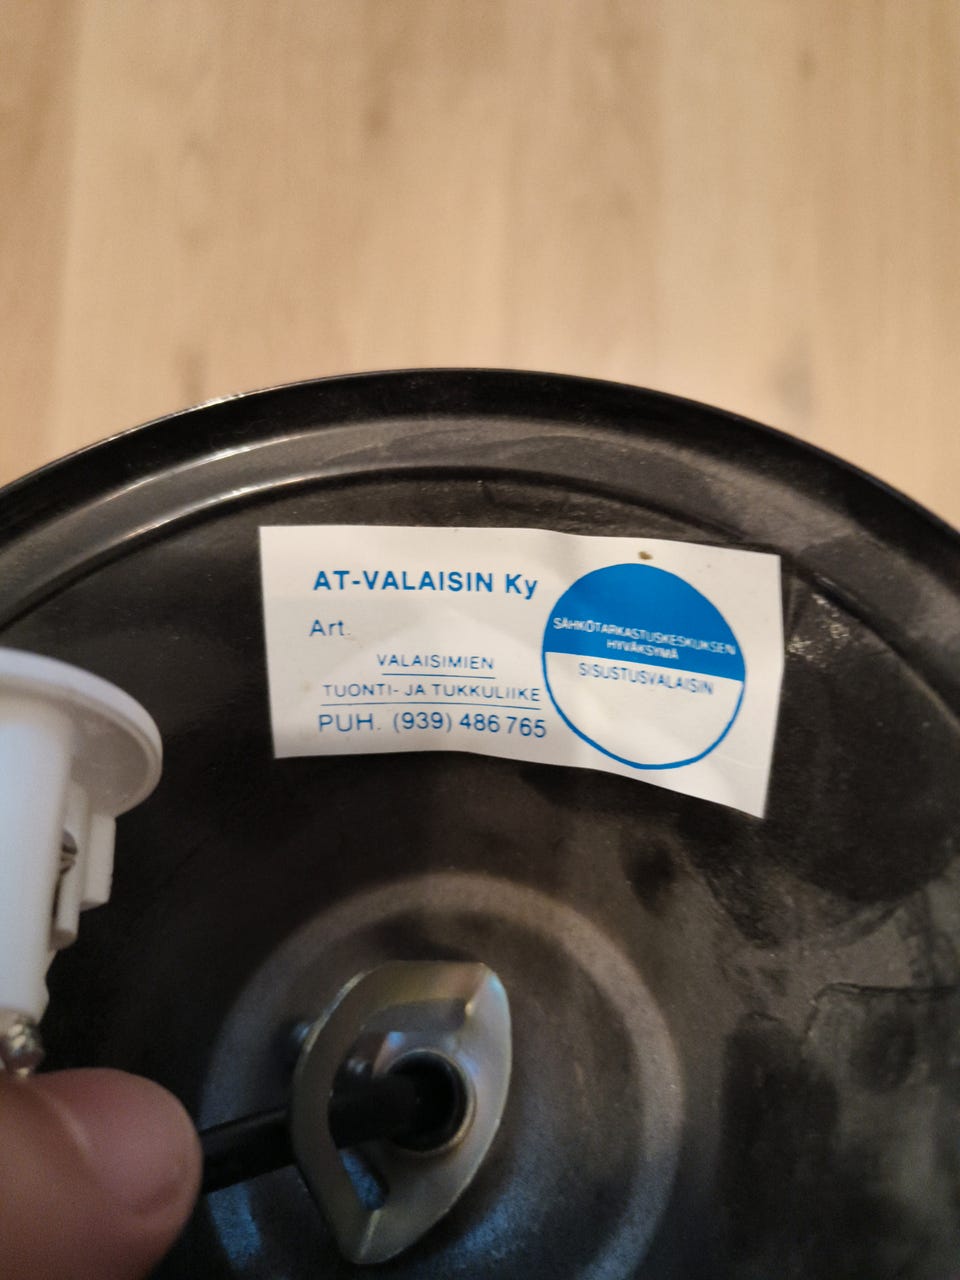 AT-VALAISIN Ky
Art.
VALAISIMIEN
TUONTI- JA TUKKULIIKE
PUH. (939) 486 765
SÄHKÖTARKASTUSKESKUKSEN
HYVÄKSYMÄ
SISUSTUSVALAISIN